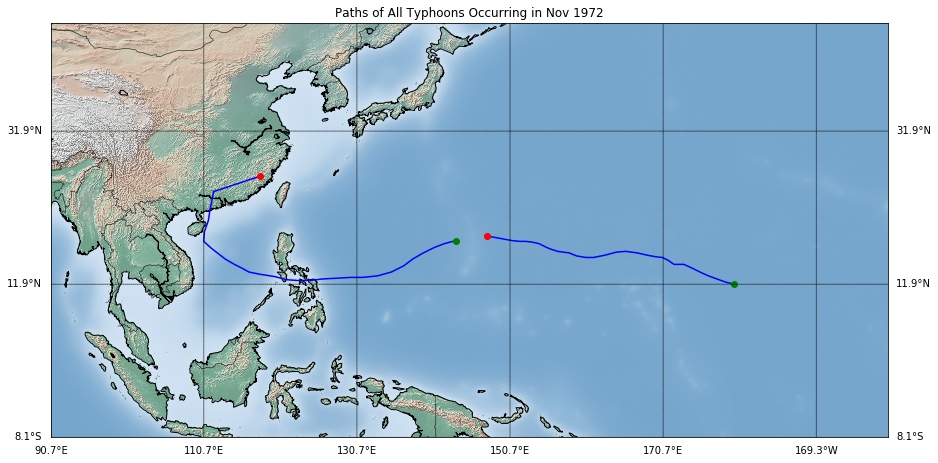 Paths of All Typhoons Occurring in Nov 1972
31.9°N 31.9°N
11.9°N 11.9°N
8.1°S 8.1°S
90.7°E 110.7°E 130.7°E 150.7°E 170.7°E 169.3°W